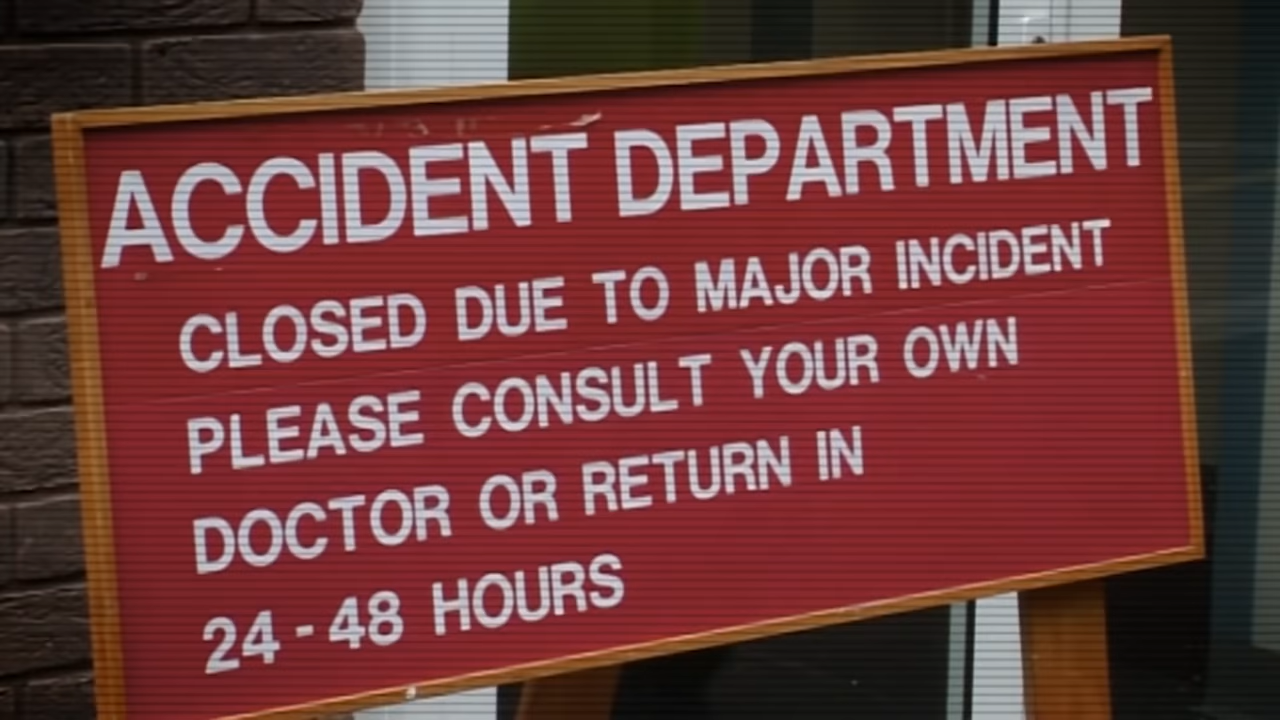 ACCIDENT DEPARTMENT
CLOSED DUE TO MAJOR INCIDENT
PLEASE CONSULT YOUR OWN
DOCTOR OR RETURN IN
24-48 HOURS